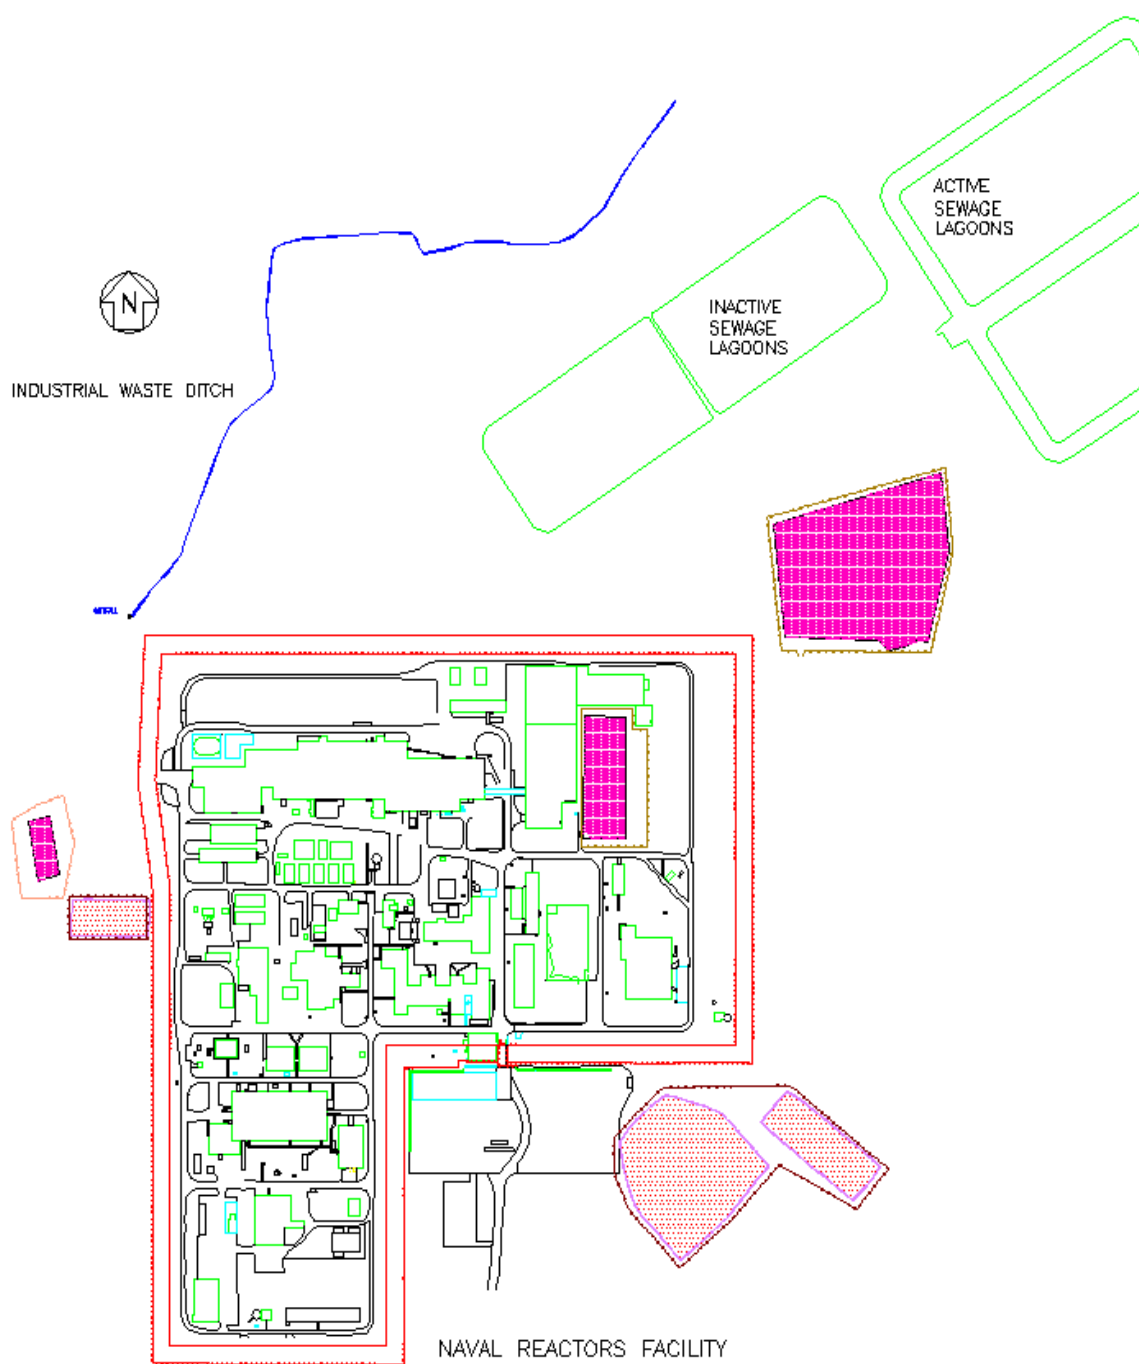 ACTIVE
SEWAGE
LAGOONS
INACTIVE
SEWAGE
LAGOONS
N
INDUSTRIAL WASTE DITCH
NAVAL REACTORS FACILITY